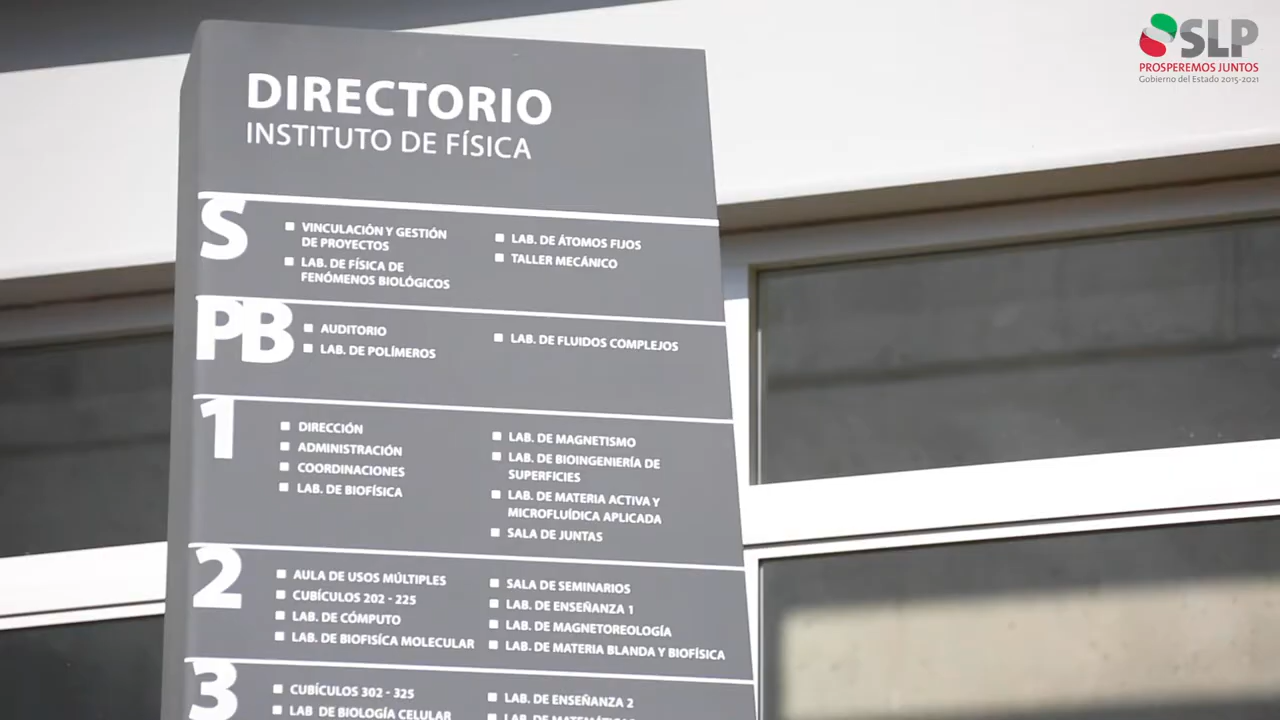 SLP
PROSPEREMOS JUNTOS
Gobierno del Estado 2015-2021
DIRECTORIO
INSTITUTO DE FÍSICA
S
VINCULACIÒN Y GESTIÓN
DE PROYECTOS
LAB. DE FÍSICA DE
FENÓMENOS BIOLÓGICOS
LAB. DE ÁTOMOS FIJOS
TALLER MECÁNICO
PB
AUDITORIO
LAB. DE POLÍMEROS
LAB. DE FLUIDOS COMPLEJOS
1
DIRECCIÓN
ADMINISTRACIÓN
COORDINACIONES
LAB. DE BIOFÍSICA
LAB. DE MAGNETISMO
LAB. DE BIOINGENIERÍA DE
SUPERFICIES
LAB. DE MATERIA ACTIVA Y
MICROFLUÍDICA APLICADA
SALA DE JUNTAS
2
AULA DE USOS MÚLTIPLES
CUBÍCULOS 202 - 225
LAB. DE CÓMPUTO
LAB. DE BIOFISÍCA MOLECULAR
SALA DE SEMINARIOS
LAB. DE ENSEÑANZA 1
LAB. DE MAGNETOREOLOGÍA
LAB. DE MATERIA BLANDA Y BIOFÍSICA
3
CUBÍCULOS 302 - 325
LAB DE BIOLOGÍA CELULAR
LAB. DE ENSEÑANZA 2
LAB. DE